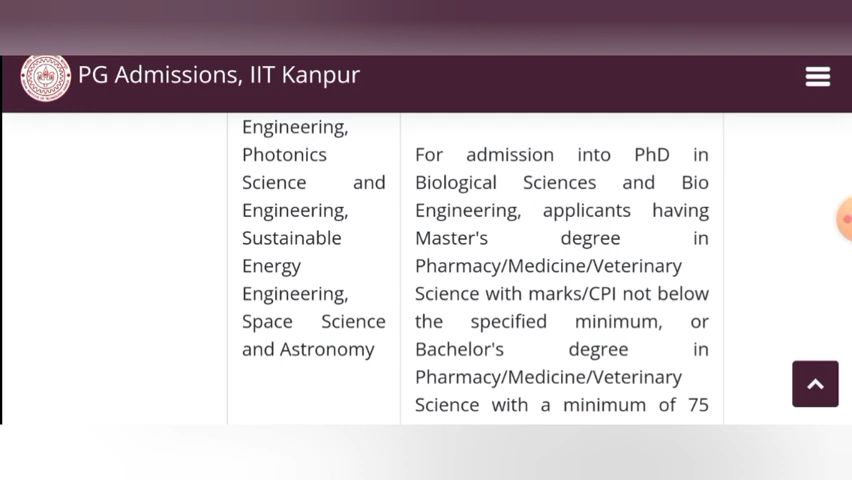 PG Admissions, IIT Kanpur
Engineering,
Photonics
Science and
Engineering,
Sustainable
Energy
Engineering,
Space Science
and Astronomy
For admission into PhD in
Biological Sciences and Bio
Engineering, applicants having
Master's degree in
Pharmacy/Medicine/Veterinary
Science with marks/CPI not below
the specified minimum, or
Bachelor's degree in
Pharmacy/Medicine/Veterinary
Science with a minimum of 75